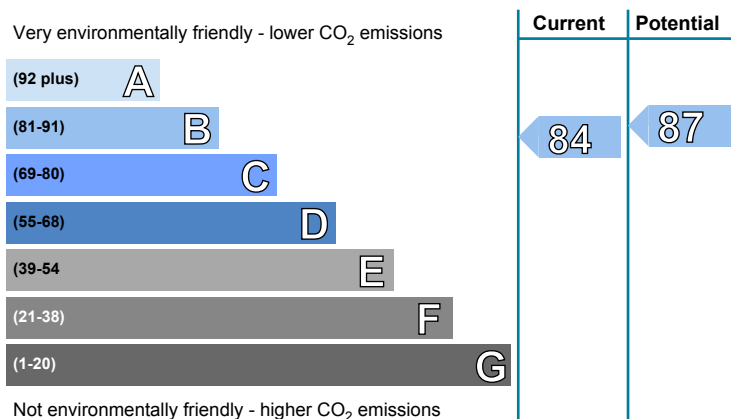 Very environmentally friendly - lower CO2 emissions
Current Potential
(92 plus) A
(81-91) B
84 87
(69-80) C
(55-68) D
(39-54 E
(21-38) F
(1-20) G
Not environmentally friendly - higher CO2 emissions